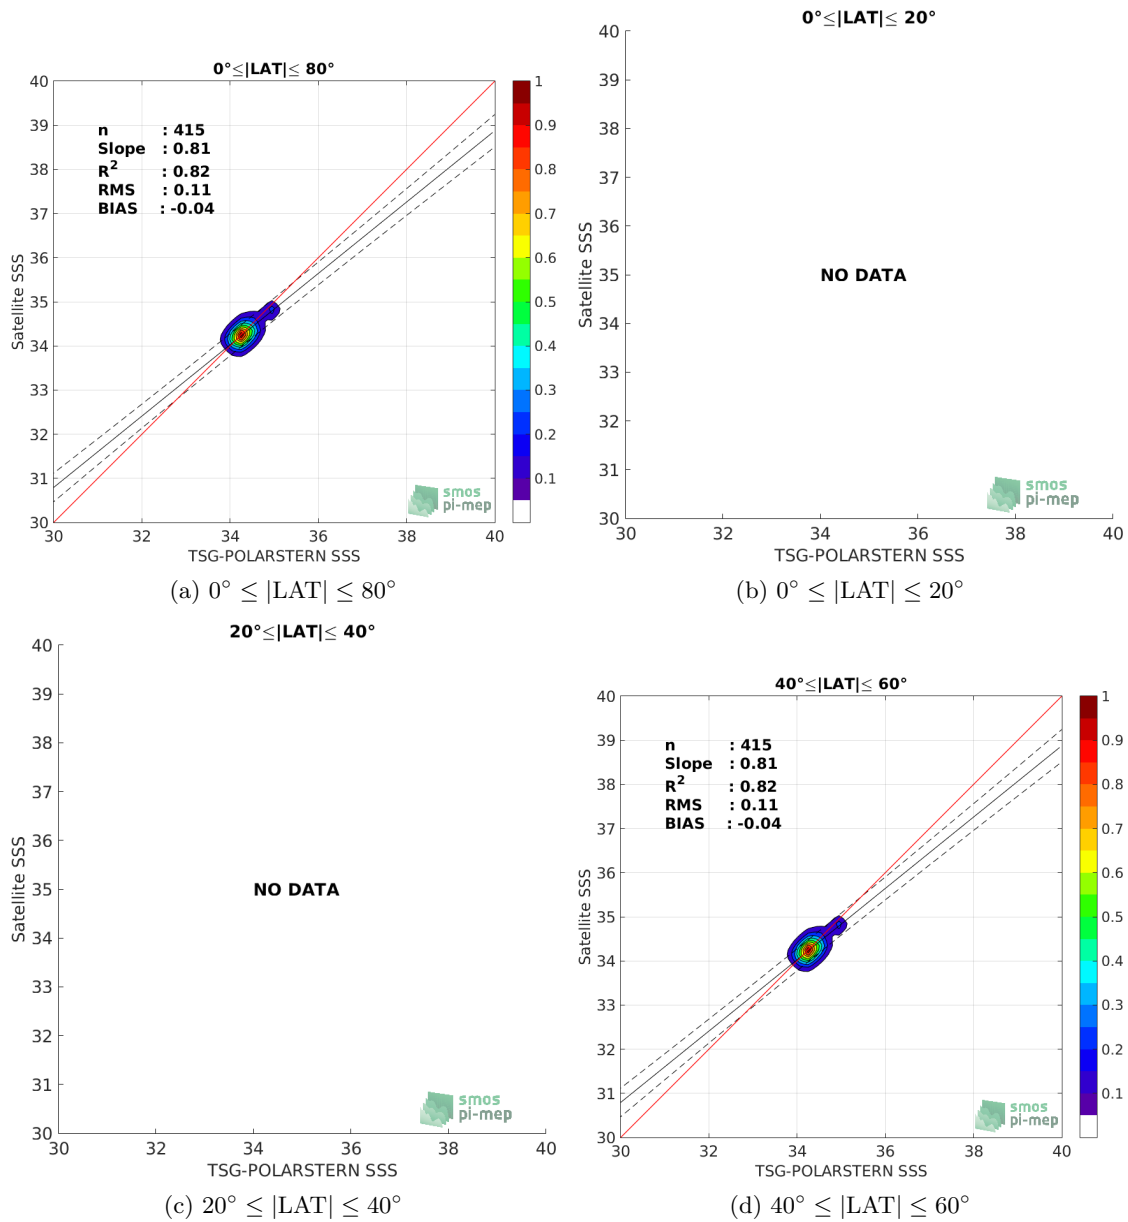 0°≤|LAT|≤ 80°
40
39
38
37
36
35
34
33
32
31
30
Satellite SSS
n : 415
Slope : 0.81
R² : 0.82
RMS : 0.11
BIAS : -0.04
smos
pi-mep
30 32 34 36 38 40
TSG-POLARSTERN SSS
1
0.9
0.8
0.7
0.6
0.5
0.4
0.3
0.2
0.1
(a) 0° ≤ |LAT| ≤ 80°
0°≤|LAT|≤ 20°
40
39
38
37
36
35
34
33
32
31
30
Satellite SSS
NO DATA
smos
pi-mep
30 32 34 36 38 40
TSG-POLARSTERN SSS
(b) 0° ≤ |LAT| ≤ 20°
20°≤|LAT|≤ 40°
40
39
38
37
36
35
34
33
32
31
30
Satellite SSS
NO DATA
smos
pi-mep
30 32 34 36 38 40
TSG-POLARSTERN SSS
(c) 20° ≤ |LAT| ≤ 40°
40°≤|LAT|≤ 60°
40
39
38
37
36
35
34
33
32
31
30
Satellite SSS
n : 415
Slope : 0.81
R² : 0.82
RMS : 0.11
BIAS : -0.04
smos
pi-mep
30 32 34 36 38 40
TSG-POLARSTERN SSS
1
0.9
0.8
0.7
0.6
0.5
0.4
0.3
0.2
0.1
(d) 40° ≤ |LAT| ≤ 60°